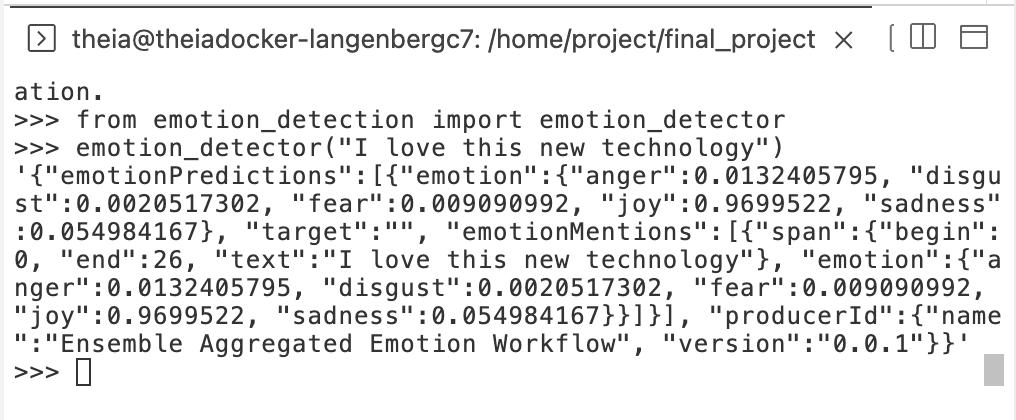 theia@theiadocker-langenbergc7: /home/project/final_project
ation.
>>> from emotion_detection import emotion_detector
>>> emotion_detector("I love this new technology")
'{"emotionPredictions":[{"emotion":{"anger":0.0132405795, "disgu
st":0.0020517302, "fear":0.009090992, "joy":0.9699522, "sadness"
:0.054984167}, "target":"", "emotionMentions":[{"span":{"begin":
0, "end":26, "text":"I love this new technology"}, "emotion":{"a
nger":0.0132405795, "disgust":0.0020517302, "fear":0.009090992, 
"joy":0.9699522, "sadness":0.054984167}}]}], "producerId":{"name
":"Ensemble Aggregated Emotion Workflow", "version":"0.0.1"}}'
>>>